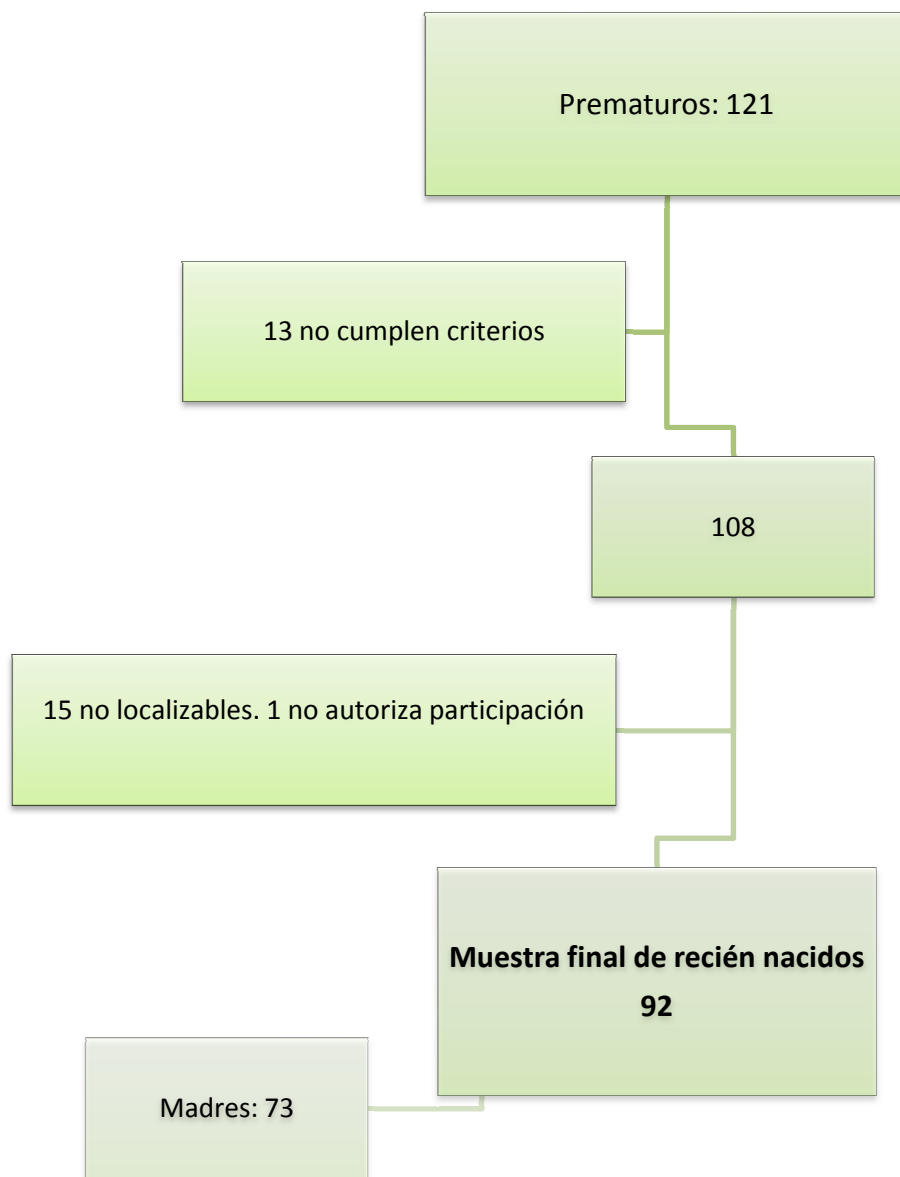 Prematuros: 121
13 no cumplen criterios
108
15 no localizables. 1 no autoriza participación
Muestra final de recién nacidos
92
Madres: 73